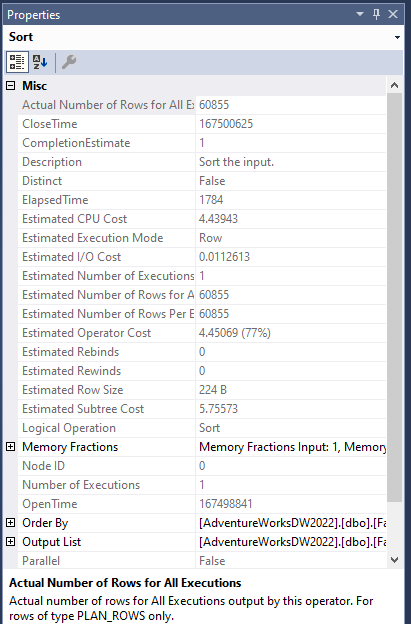 Properties
Sort
Misc
Actual Number of Rows for All E: 60855
CloseTime 167500625
CompletionEstimate 1
Description Sort the input.
Distinct False
ElapsedTime 1784
Estimated CPU Cost 4.43943
Estimated Execution Mode Row
Estimated I/O Cost 0.0112613
Estimated Number of Executions 1
Estimated Number of Rows for A 60855
Estimated Number of Rows Per E 60855
Estimated Operator Cost 4.45069 (77%)
Estimated Rebinds 0
Estimated Rewinds 0
Estimated Row Size 224 B
Estimated Subtree Cost 5.75573
Logical Operation Sort
Memory Fractions Memory Fractions Input: 1, Memory
Node ID 0
Number of Executions 1
OpenTime 167498841
Order By [AdventureWorksDW2022].[dbo].[Fa
Output List [AdventureWorksDW2022].[dbo].[Fa
Parallel False
Actual Number of Rows for All Executions
Actual number of rows for All Executions output by this operator. For
rows of type PLAN_ROWS only.